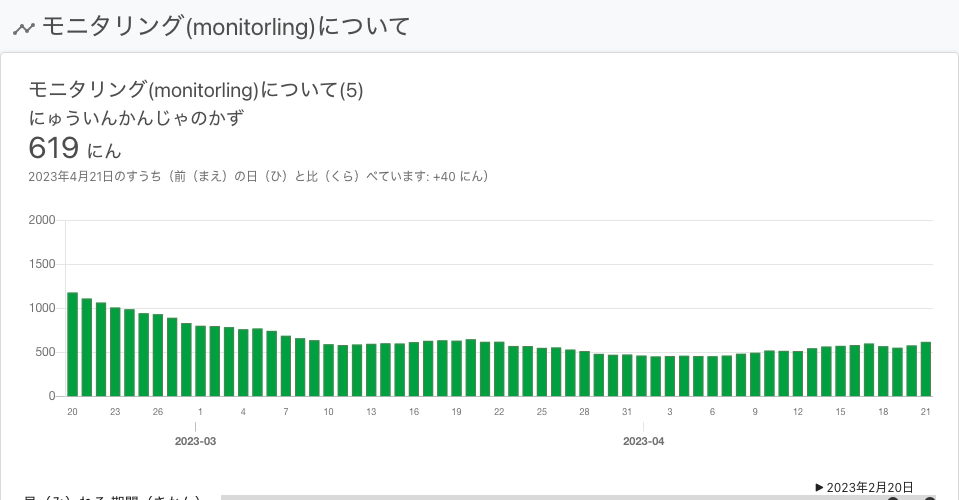 モニタリング(monitorling)について
モニタリング(monitorling)について(5)
にゅういんかんじゃのかず
619 にん
2023年4月21日のすうち（前（まえ）の日（ひ）と比（くら）べています: +40 にん）
2000
1500
1000
500
0
20 23 26 1 4 7 10 13 16 19 22 25 28 31 3 6 9 12 15 18 21
2023-03 2023-04
▶ 2023年2月20日